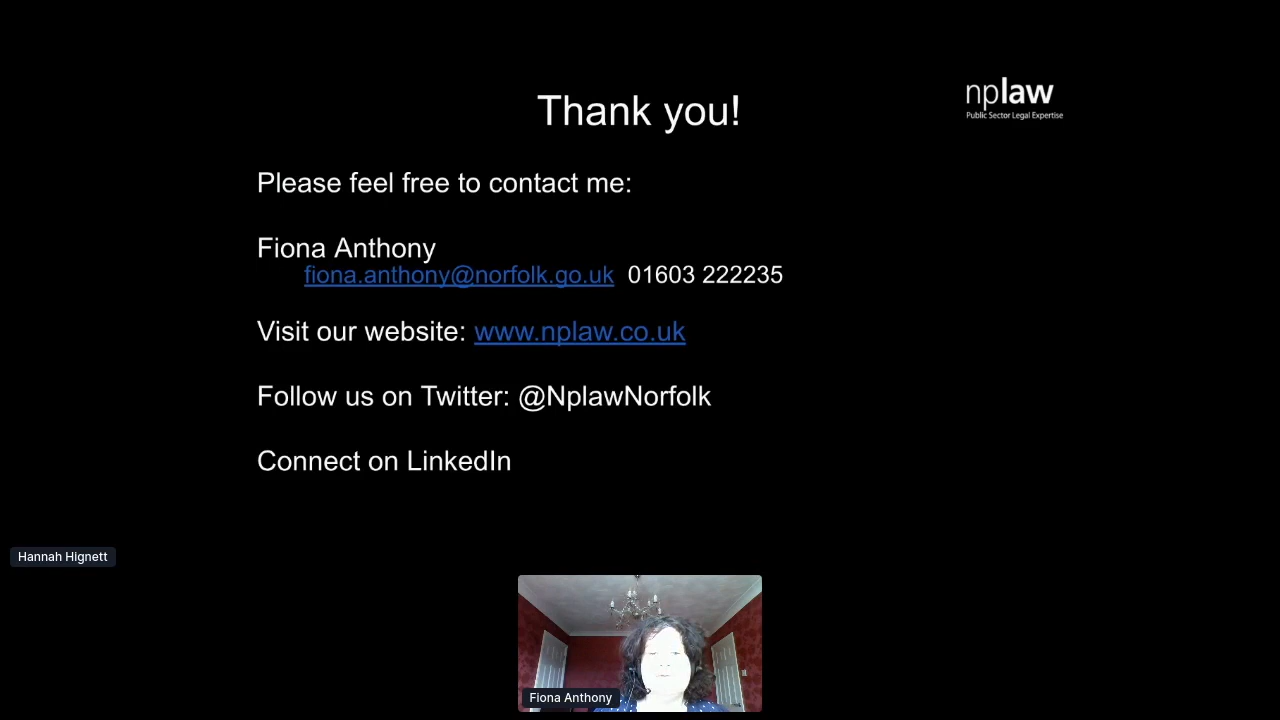 Thank you!
nplaw
Public Sector Legal Expertise
Please feel free to contact me:
Fiona Anthony
fiona.anthony@norfolk.go.uk 01603 222235
Visit our website: www.nplaw.co.uk
Follow us on Twitter: @NplawNorfolk
Connect on LinkedIn
Hannah Hignett
Fiona Anthony